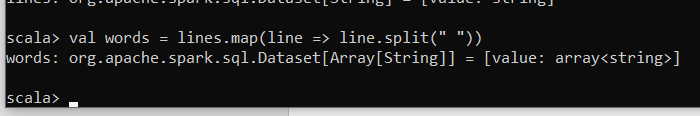 lines: org.apache.spark.sql.Dataset[String] = [value: string]
scala> val words = lines.map(line => line.split(" "))
words: org.apache.spark.sql.Dataset[Array[String]] = [value: array<string>]
scala>